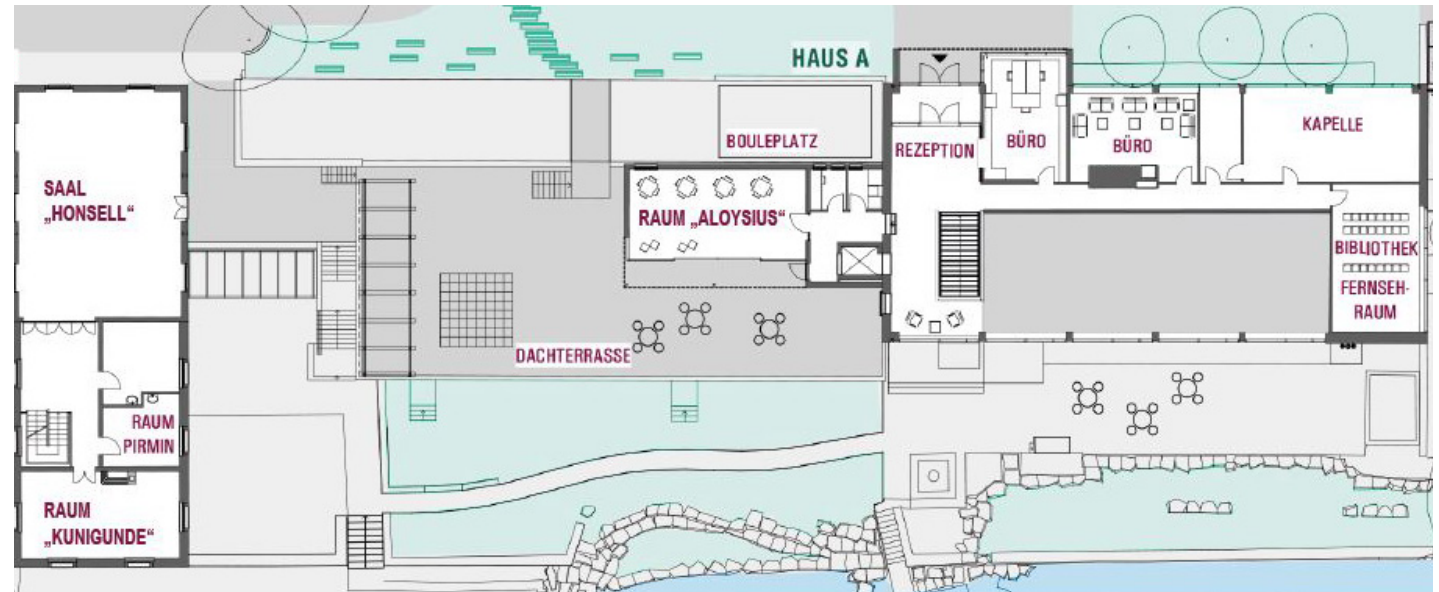 HAUS A
SAAL
„HONSELL“
BOULEPLATZ
RAUM „ALOYSIUS“
DACHTERRASSE
REZEPTION
BÜRO
BÜRO
KAPELLE
BIBLIOTHEK
FERNSEH-
RAUM
RAUM
PIRMIN
RAUM
„KUNIGUNDE“